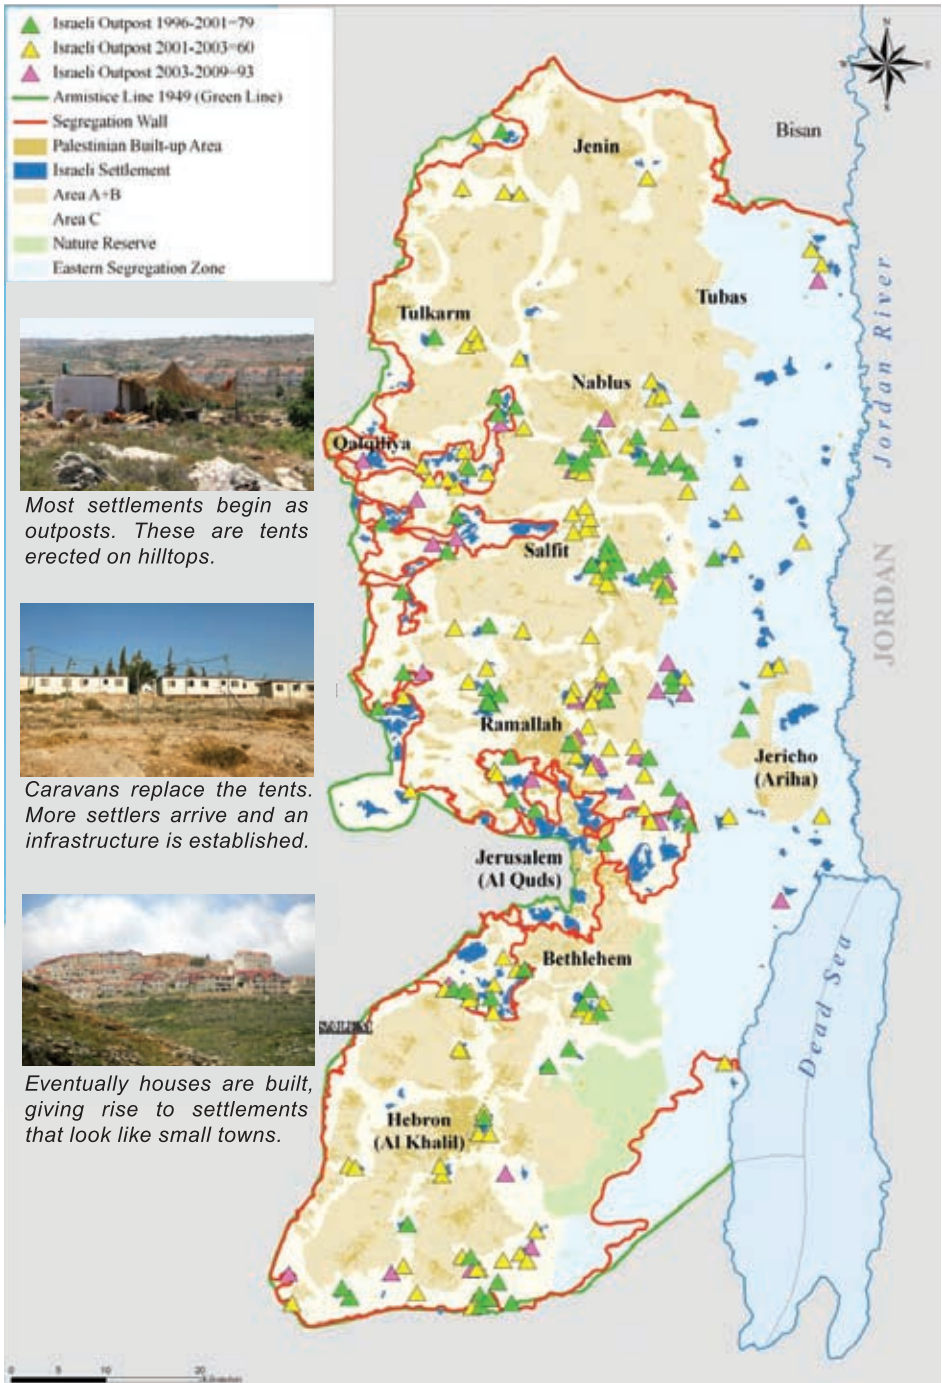 Israeli Outpost 1996-2001=79
Israeli Outpost 2001-2003=60
Israeli Outpost 2003-2009=93
Armistice Line 1949 (Green Line)
Segregation Wall
Palestinian Built-up Area
Israeli Settlement
Area A+B
Area C
Nature Reserve
Eastern Segregation Zone
N
W
E
S
Bisan
Jenin
Tubas
Jordan River
Tulkarm
Nablus
Qalqiliya
Salfit
JORDAN
Ramallah
Jericho
(Ariha)
Jerusalem
(Al Quds)
Bethlehem
Dead Sea
Hebron
(Al Khalil)
Most settlements begin as
outposts. These are tents
erected on hilltops.
Caravans replace the tents.
More settlers arrive and an
infrastructure is established.
Eventually houses are built,
giving rise to settlements
that look like small towns.
0 5 10 20